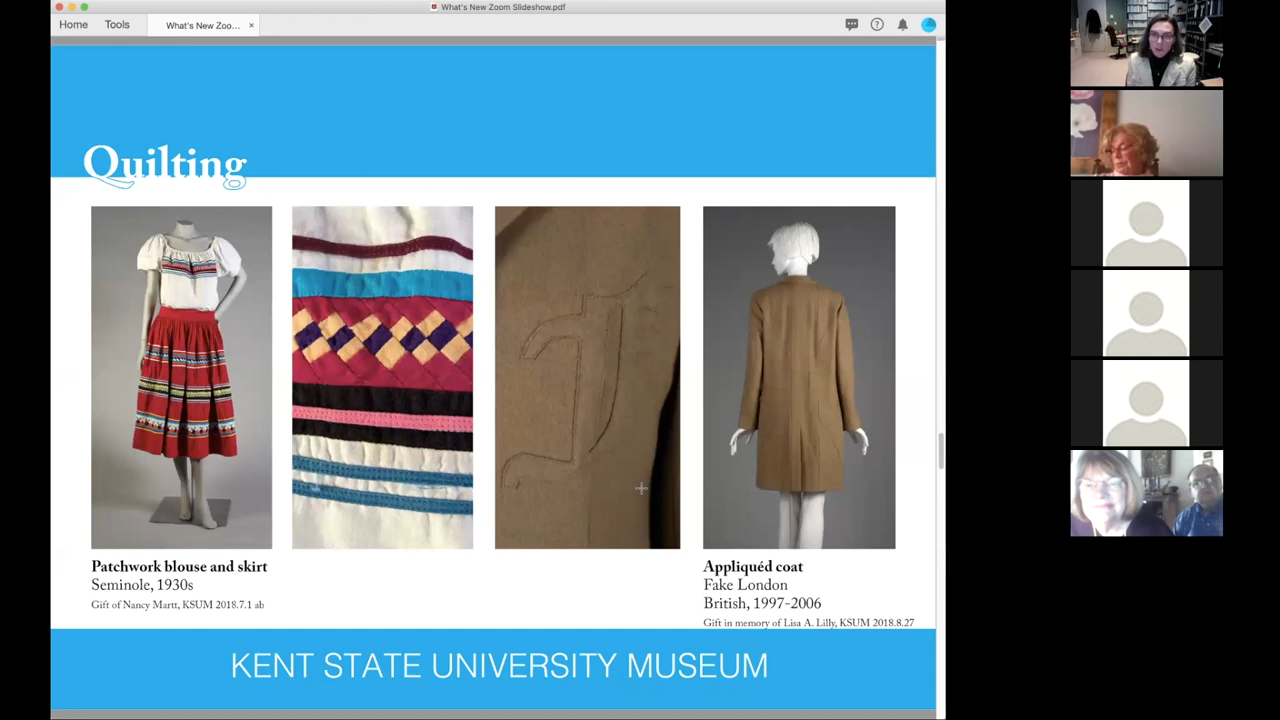 What's New Zoom Slideshow.pdf
Home
Tools
What's New Zoo...
Quilting
Patchwork blouse and skirt
Seminole, 1930s
Gift of Nancy Martt, KSUM 2018.7.1 ab
Appliquéd coat
Fake London
British, 1997-2006
Gift in memory of Lisa A. Lilly, KSUM 2018.8.27
KENT STATE UNIVERSITY MUSEUM